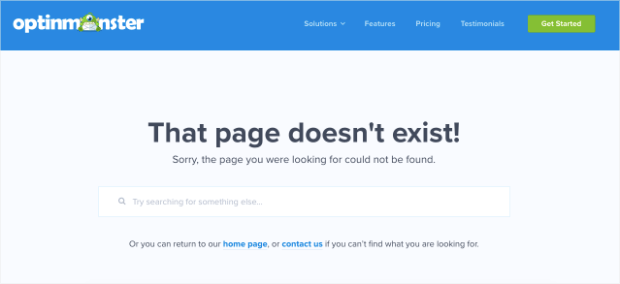 optinmonster Solutions Features Pricing Testimonials Get Started
That page doesn't exist!
Sorry, the page you were looking for could not be found.
Try searching for something else...
Or you can return to our home page, or contact us if you can't find what you are looking for.